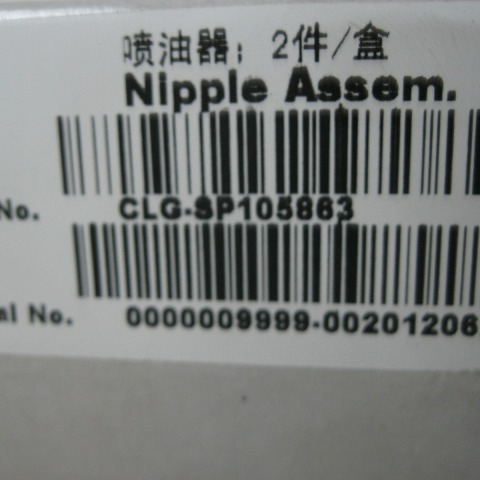 喷油器; 2件/盒
Nipple Assem.
No. CLG-SP105863
al No. 0000009999-00201206